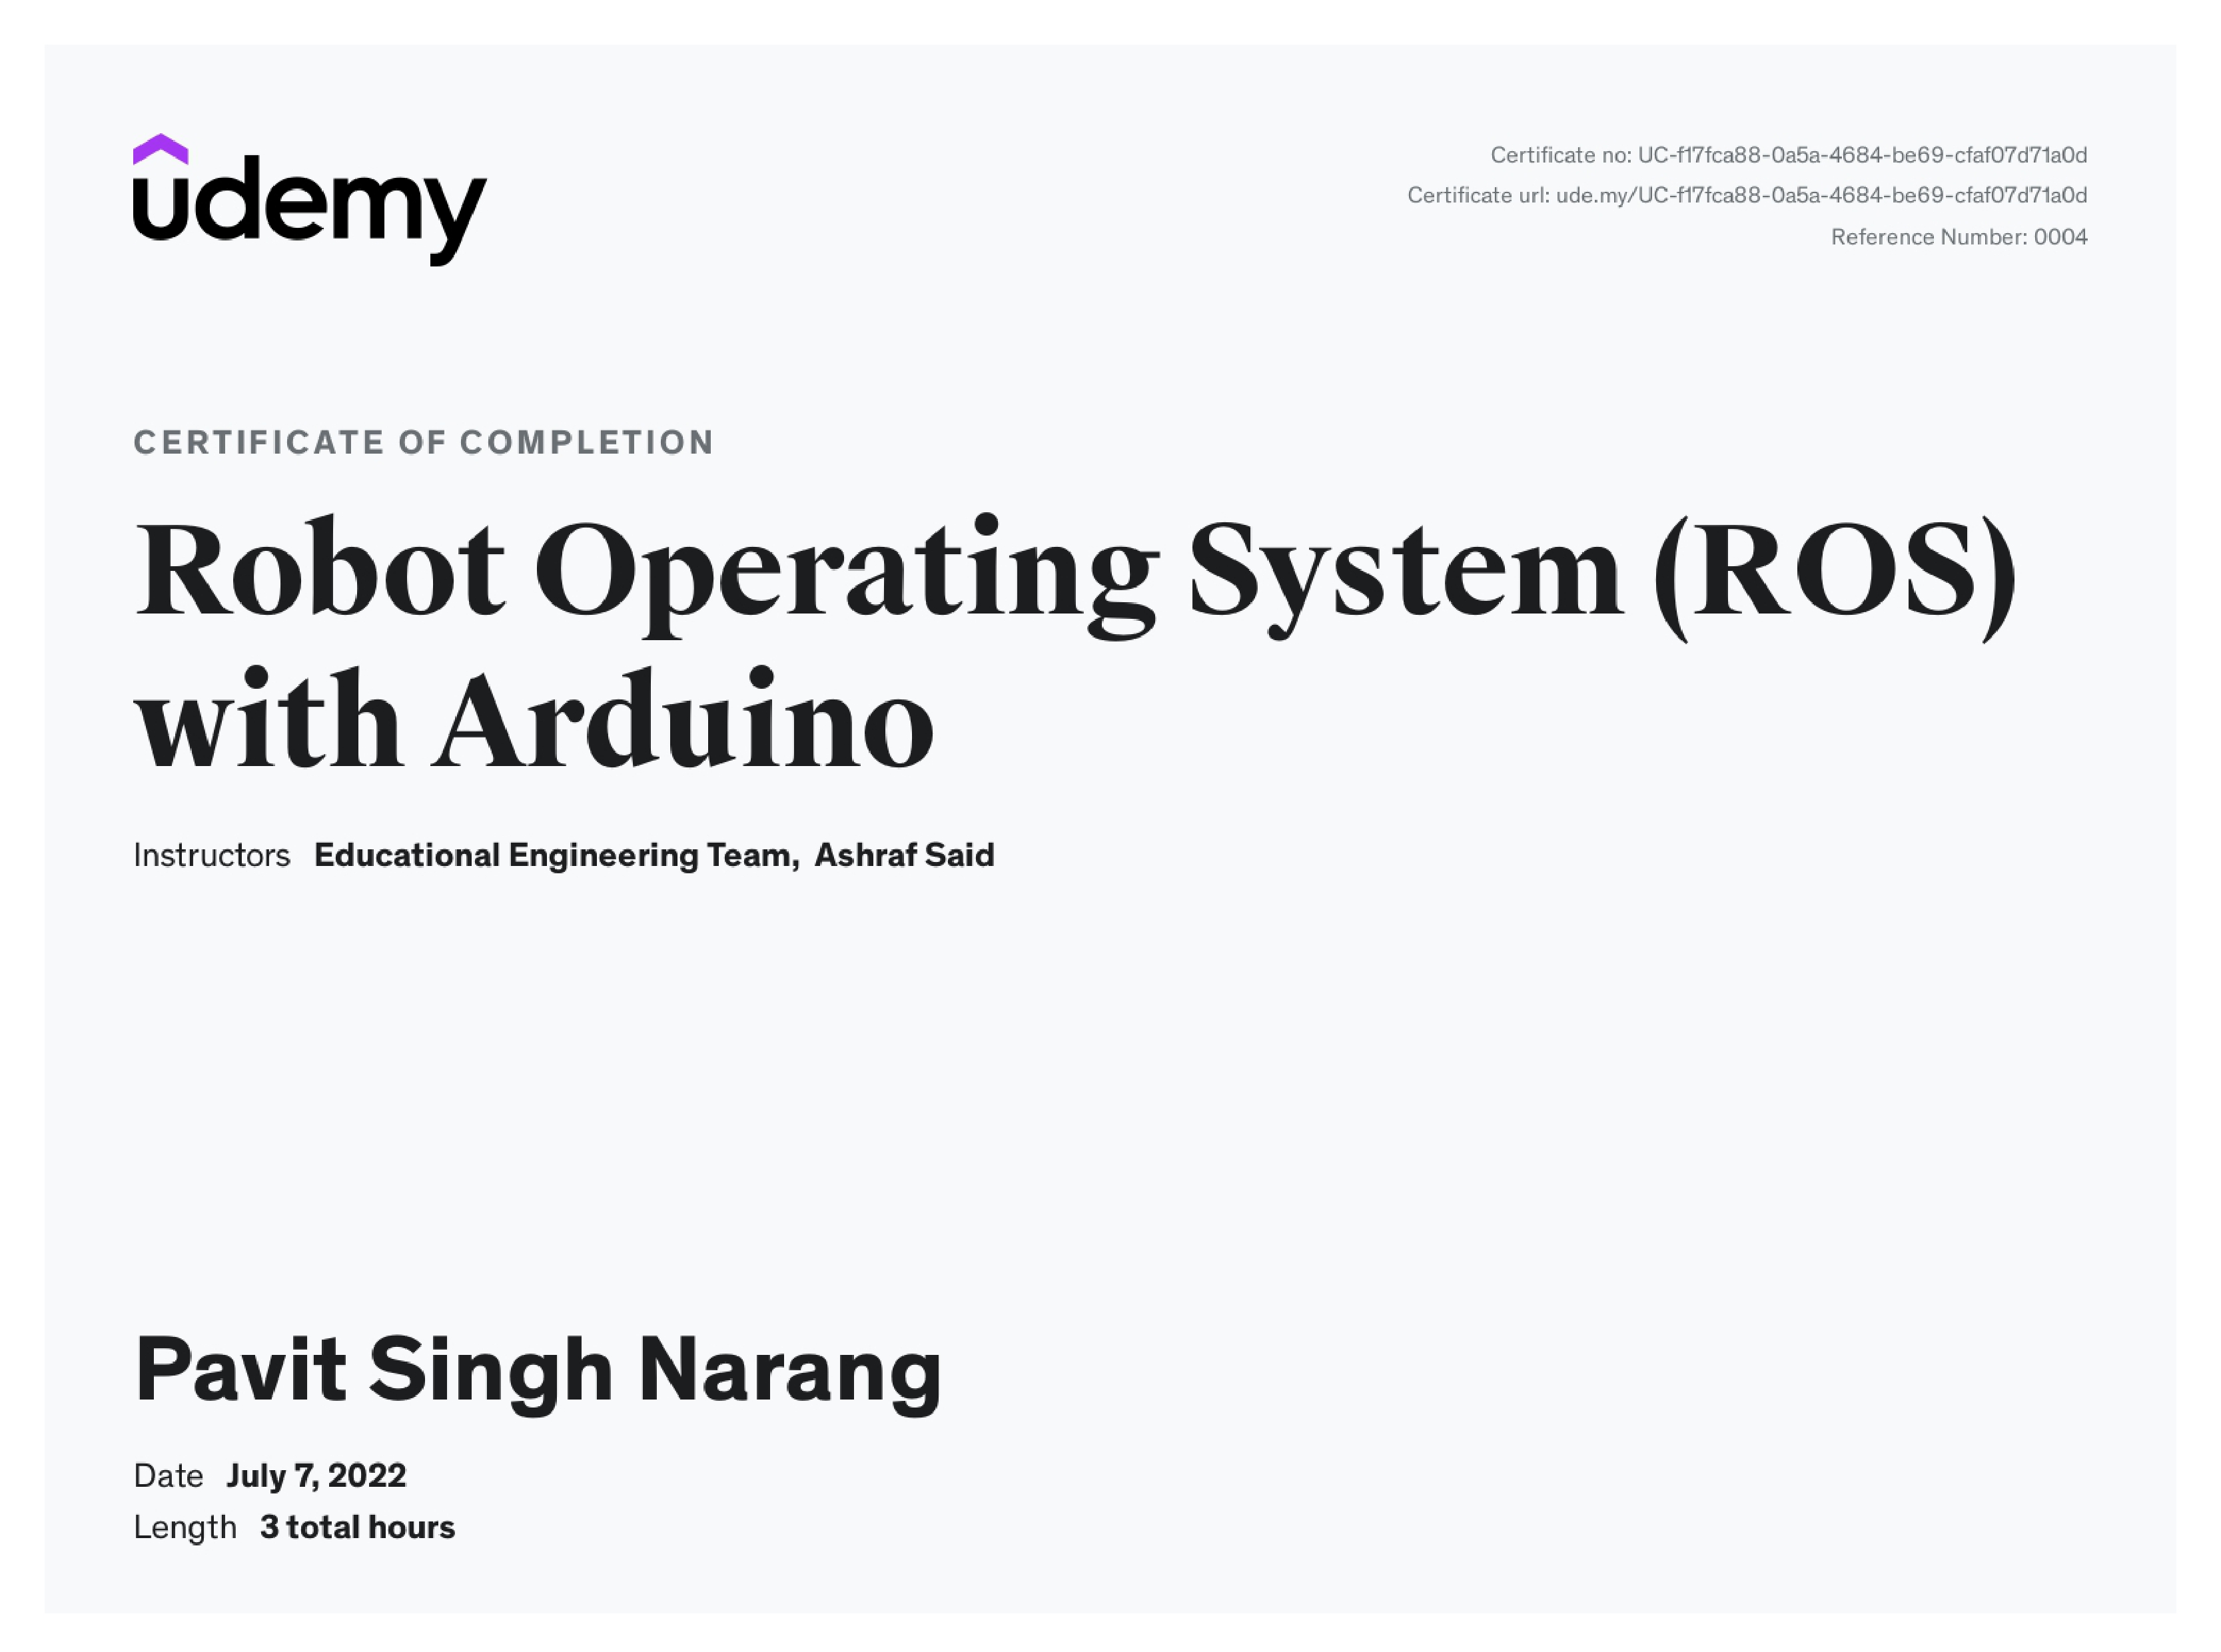 udemy
Certificate no: UC-f17fca88-0a5a-4684-be69-cfaf07d71a0d
Certificate url: ude.my/UC-f17fca88-0a5a-4684-be69-cfaf07d71a0d
Reference Number: 0004
CERTIFICATE OF COMPLETION
Robot Operating System (ROS)
with Arduino
Instructors Educational Engineering Team, Ashraf Said
Pavit Singh Narang
Date July 7, 2022
Length 3 total hours